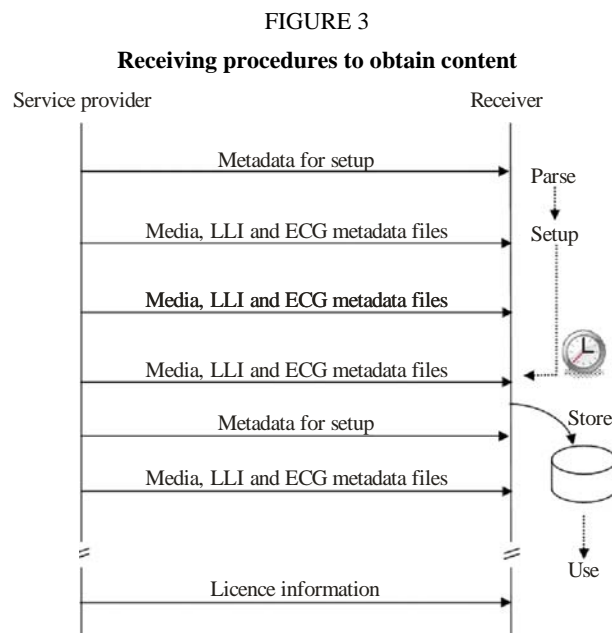 FIGURE 3
Receiving procedures to obtain content
Service provider
Receiver
Metadata for setup
Parse
Media, LLI and ECG metadata files
Setup
Media, LLI and ECG metadata files
Media, LLI and ECG metadata files
Store
Metadata for setup
Media, LLI and ECG metadata files
Use
Licence information